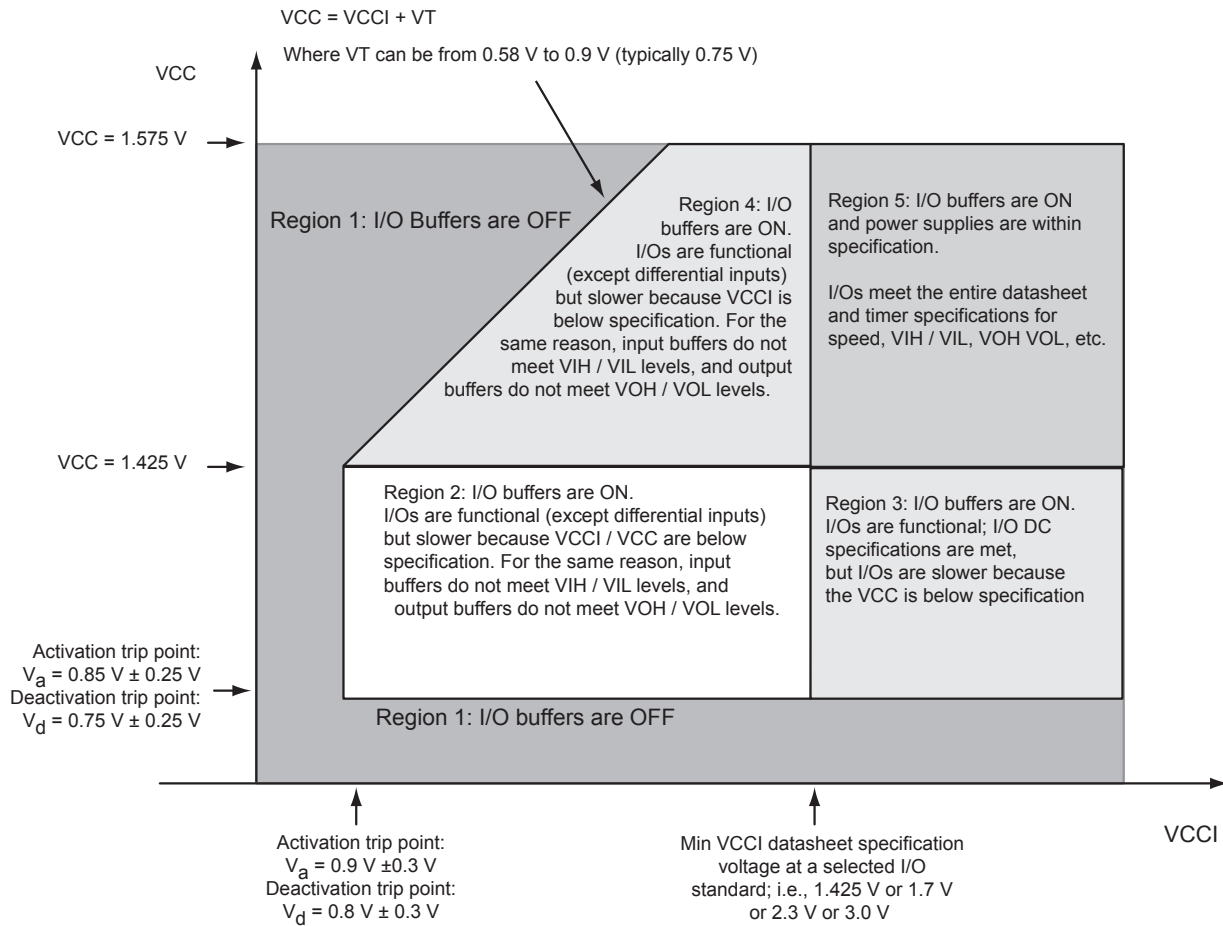 VCC = VCCI + VT
Where VT can be from 0.58 V to 0.9 V (typically 0.75 V)
VCC
VCC = 1.575 V
Region 1: I/O Buffers are OFF
Region 4: I/O
buffers are ON.
I/Os are functional
(except differential inputs)
but slower because VCCI is
below specification. For the
same reason, input buffers do not
meet VIH / VIL levels, and output
buffers do not meet VOH / VOL levels.
Region 5: I/O buffers are ON
and power supplies are within
specification.
I/Os meet the entire datasheet
and timer specifications for
speed, VIH / VIL, VOH VOL, etc.
VCC = 1.425 V
Region 2: I/O buffers are ON.
I/Os are functional (except differential inputs)
but slower because VCCI / VCC are below
specification. For the same reason, input
buffers do not meet VIH / VIL levels, and
output buffers do not meet VOH / VOL levels.
Region 3: I/O buffers are ON.
I/Os are functional; I/O DC
specifications are met,
but I/Os are slower because
the VCC is below specification
Activation trip point:
Va = 0.85 V ± 0.25 V
Deactivation trip point:
Vd = 0.75 V ± 0.25 V
Region 1: I/O buffers are OFF
Activation trip point:
Va = 0.9 V ±0.3 V
Deactivation trip point:
Vd = 0.8 V ± 0.3 V
Min VCCI datasheet specification
voltage at a selected I/O
standard; i.e., 1.425 V or 1.7 V
or 2.3 V or 3.0 V
VCCI